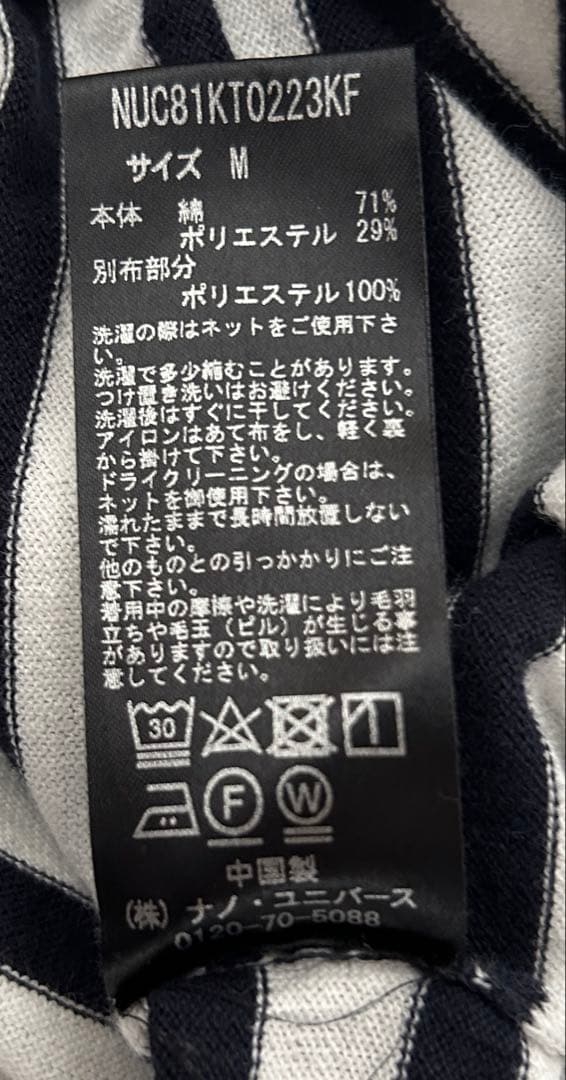 NUC81KT0223KF
サイズ M
本体 綿 71%
ポリエステル 29%
別布部分
ポリエステル100%
洗濯の際はネットをご使用下さ
い。
洗濯で多少縮むことがあります。
つけ置き洗いはお避けください。
洗濯後はすぐに干してください。
アイロンはあて布をし、軽く裏
から掛けて下さい。
ドライクリーニングの場合は、
ネットを御使用下さい。
濡れたままで長時間放置しない
で下さい。
他のものとの引っかかりにご注
意下さい。
着用中の摩擦や洗濯により毛羽
立ちや毛玉（ピル）が生じる事
がありますので取り扱いには注
意してください。
30
F W
中国製
(株) ナノ・ユニバース
0120-70-5088